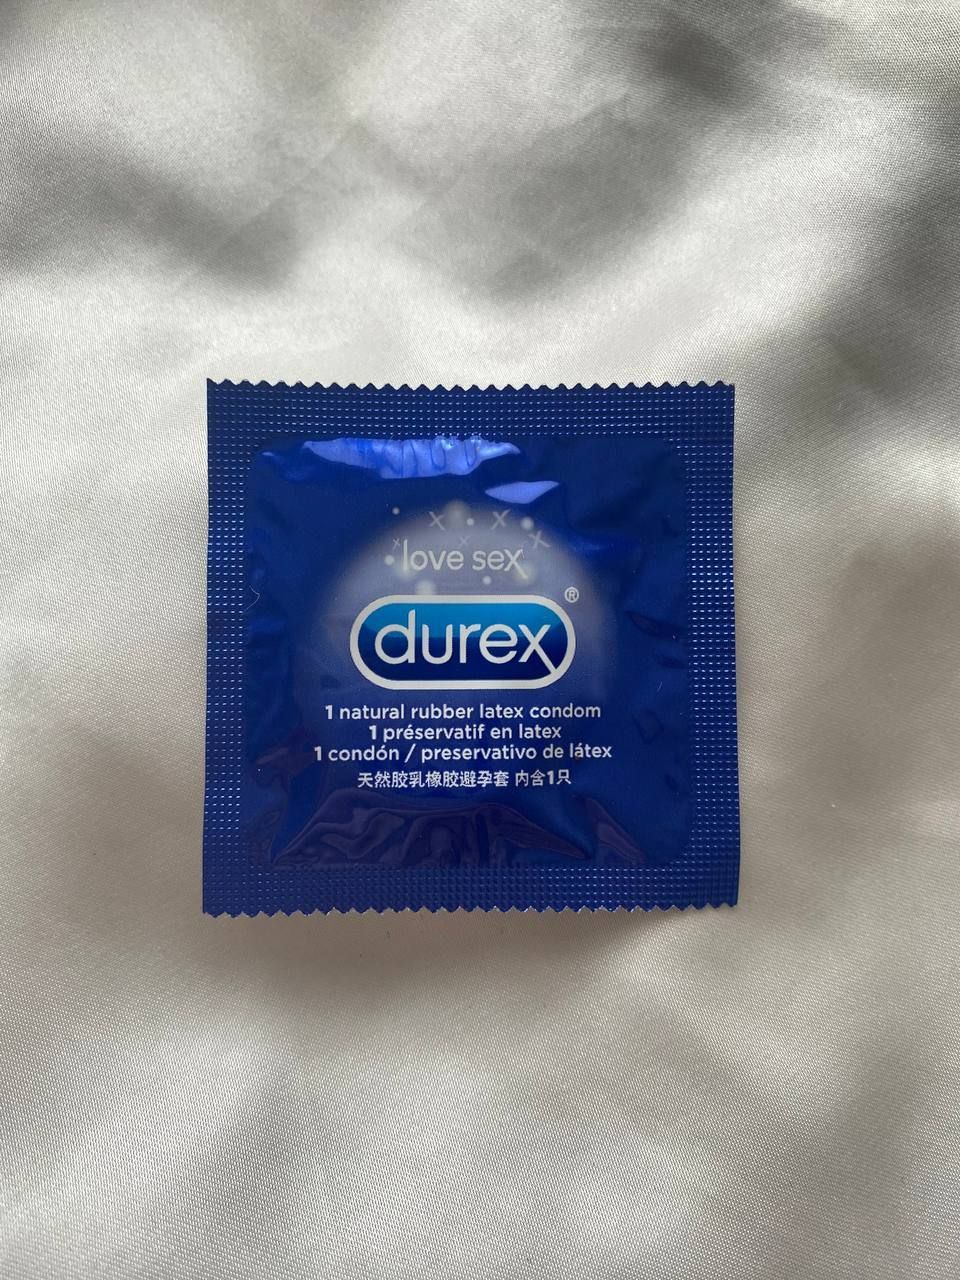 love sex
durex®
1 natural rubber latex condom
1 préservatif en latex
1 condón / preservativo de látex
天然胶乳橡胶避孕套 内含1只